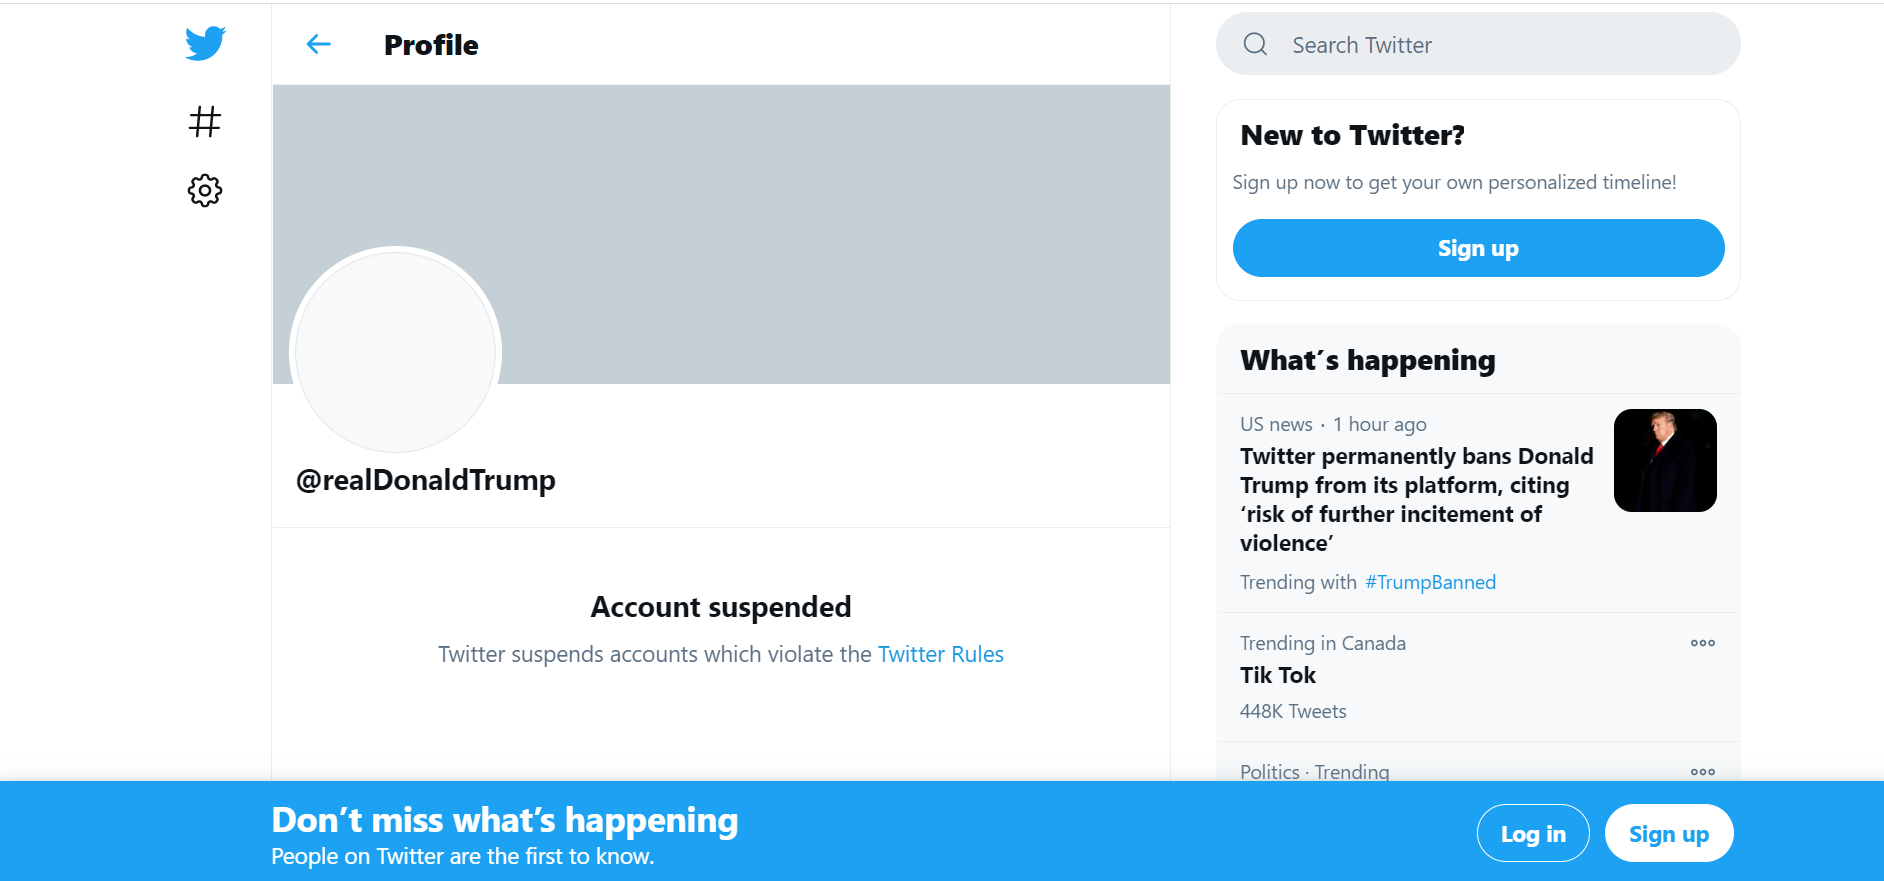 Profile
@realDonaldTrump
Account suspended
Twitter suspends accounts which violate the Twitter Rules
Search Twitter
New to Twitter?
Sign up now to get your own personalized timeline!
Sign up
What’s happening
US news · 1 hour ago
Twitter permanently bans Donald
Trump from its platform, citing
‘risk of further incitement of
violence’
Trending with #TrumpBanned
Trending in Canada
Tik Tok
448K Tweets
Politics · Trending
Don’t miss what’s happening
People on Twitter are the first to know.
Log in
Sign up